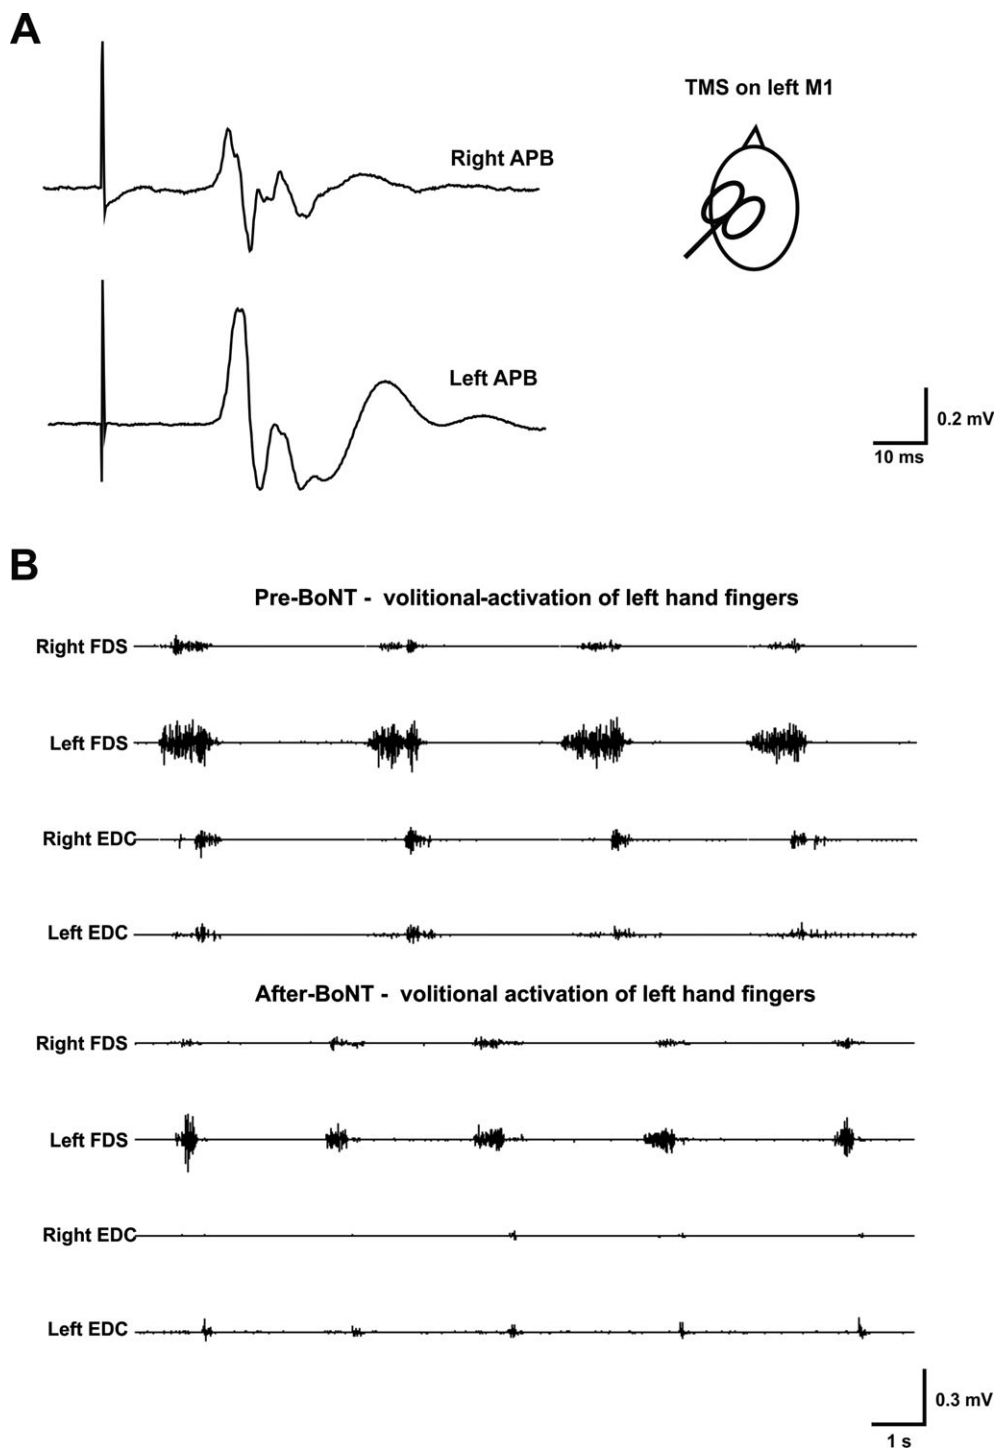 A
TMS on left M1
Right APB
Left APB
0.2 mV
10 ms
B
Pre-BoNT - volitional-activation of left hand fingers
Right FDS
Left FDS
Right EDC
Left EDC
After-BoNT - volitional activation of left hand fingers
Right FDS
Left FDS
Right EDC
Left EDC
0.3 mV
1 s